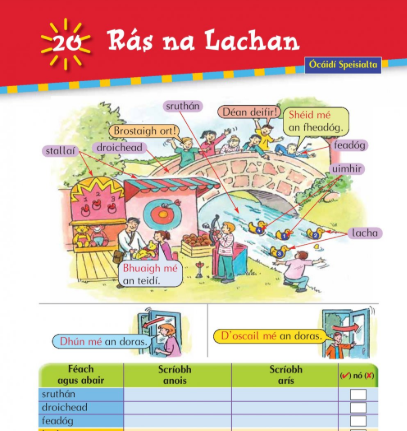 20
Rás na Lachan
Ócáidí Speisialta
sruthán
Déan deifir!
Shéid mé
an fheadóg.
Brostaigh ort!
droichead
stallaí
feadóg
uimhir
lacha
Bhuaigh mé
an teidí.
Dhún mé an doras.
D'oscail mé an doras.
Féach
agus abair
Scríobh
anois
Scríobh
arís
(✓) nó (✗)
sruthán
droichead
feadóg